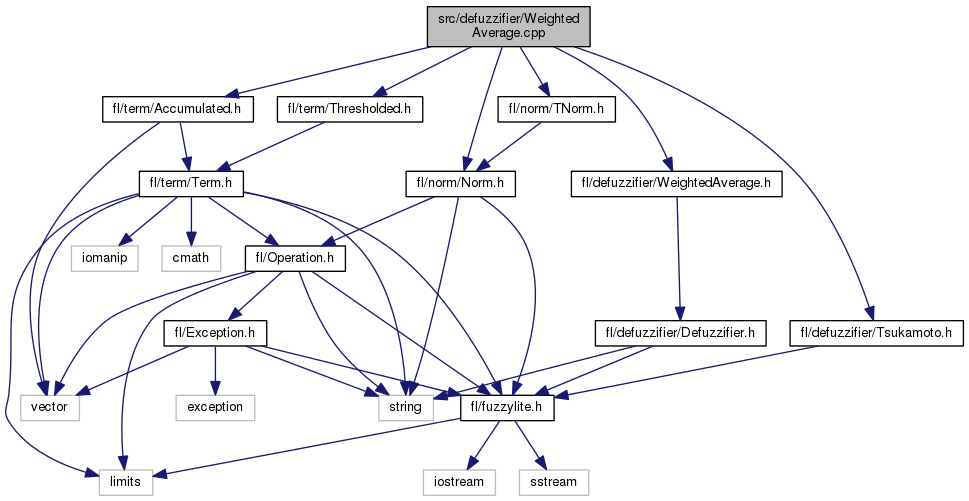 src/defuzzifier/Weighted
Average.cpp
fl/term/Accumulated.h
fl/term/Thresholded.h
fl/norm/TNorm.h
fl/term/Term.h
fl/norm/Norm.h
fl/defuzzifier/WeightedAverage.h
iomanip
cmath
fl/Operation.h
fl/Exception.h
fl/defuzzifier/Defuzzifier.h
fl/defuzzifier/Tsukamoto.h
vector
exception
string
fl/fuzzylite.h
limits
iostream
sstream